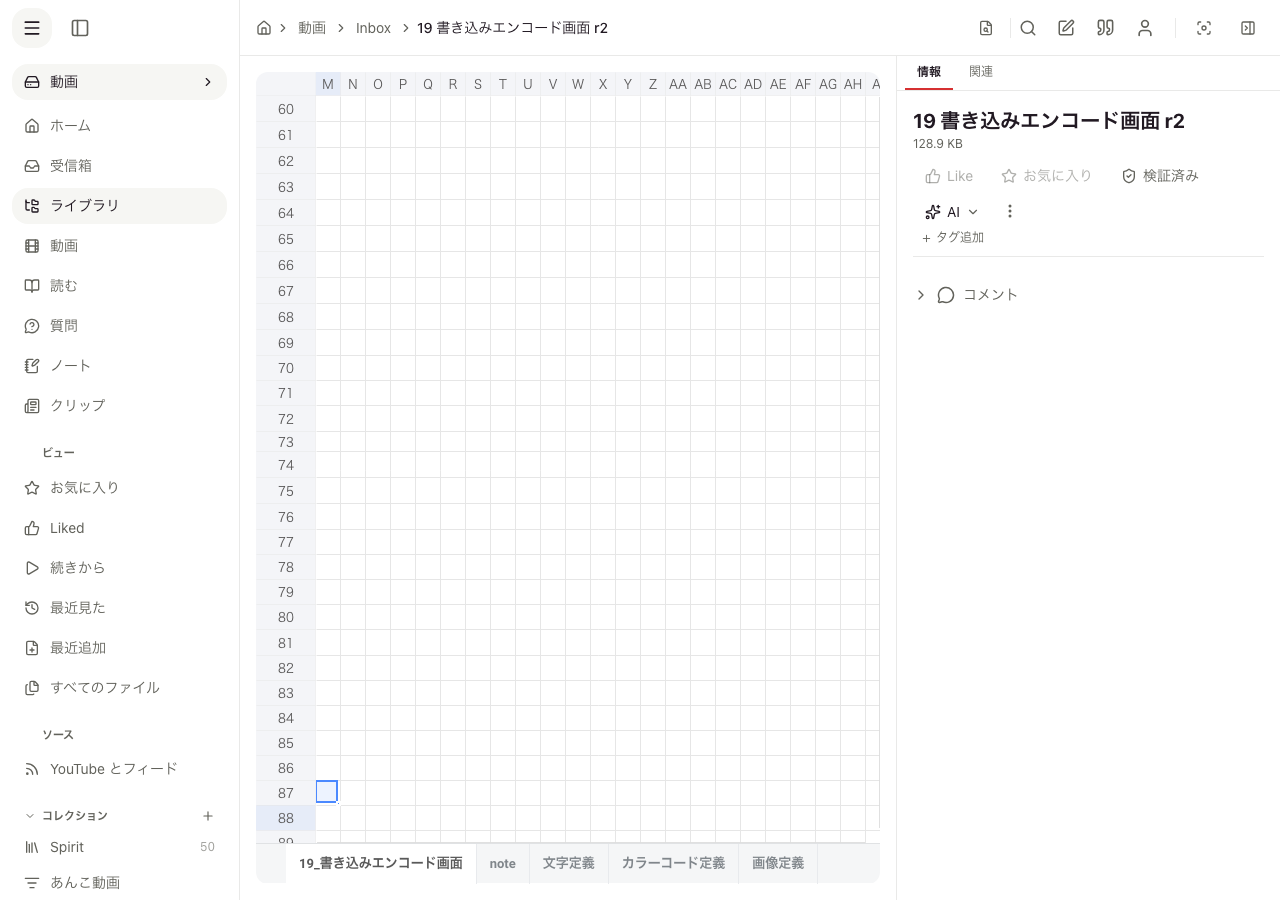 動画
ホーム
受信箱
ライブラリ
動画
読む
質問
ノート
クリップ
ビュー
お気に入り
Liked
続きから
最近見た
最近追加
すべてのファイル
ソース
YouTube とフィード
コレクション
Spirit 50
あんこ動画
動画 Inbox 19 書き込みエンコード画面 r2
M N O P Q R S T U V W X Y Z AA AB AC AD AE AF AG AH
60
61
62
63
64
65
66
67
68
69
70
71
72
73
74
75
76
77
78
79
80
81
82
83
84
85
86
87
88
89
19_書き込みエンコード画面 note 文字定義 カラーコード定義 画像定義
情報 関連
19 書き込みエンコード画面 r2
128.9 KB
Like お気に入り 検証済み
AI
+ タグ追加
コメント